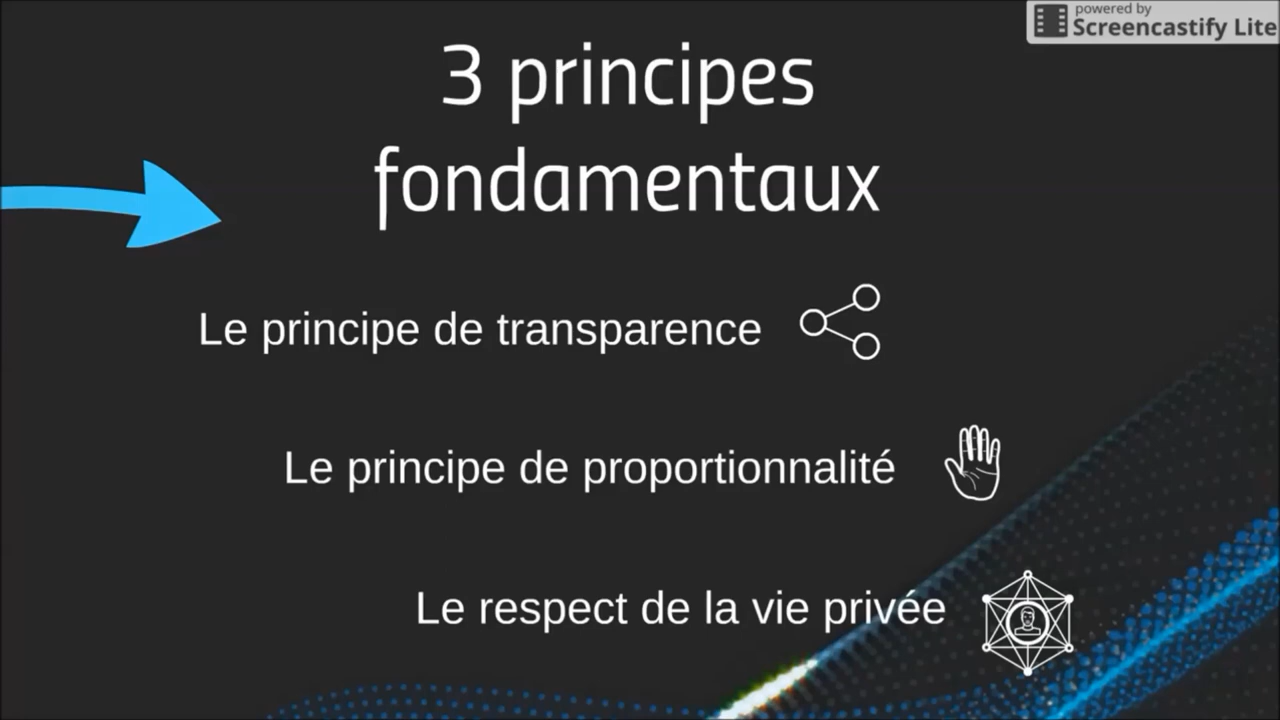 powered by
Screencastify Lite
3 principes
fondamentaux
Le principe de transparence
Le principe de proportionnalité
Le respect de la vie privée